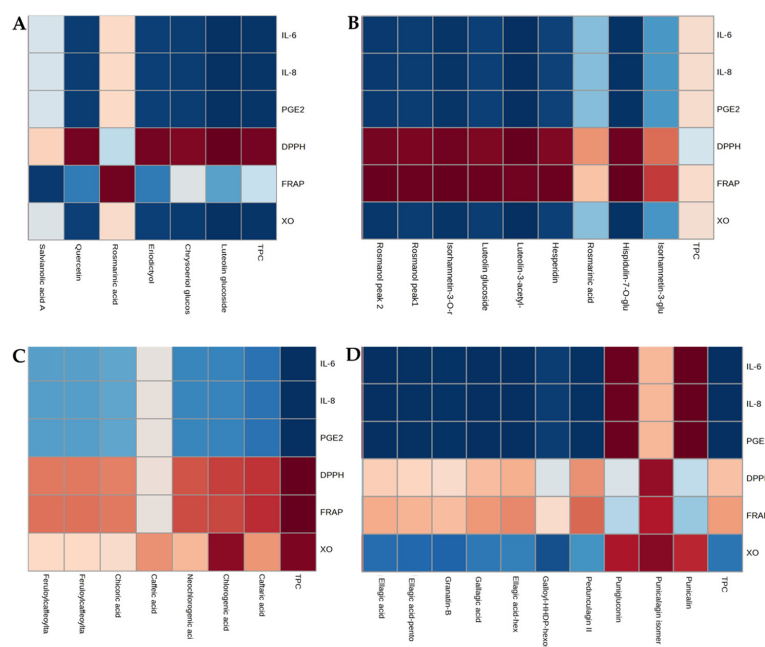 A
IL-6
IL-8
PGE2
DPPH
FRAP
XO
Salvianolic acid A
Quercetin
Rosmarinic acid
Eriodictyol
Chrysoeriol glucos
Luteolin glucoside
TPC
B
IL-6
IL-8
PGE2
DPPH
FRAP
XO
Rosmanol peak 2
Rosmanol peak1
Isorhamnetin-3-O-r
Luteolin glucoside
Luteolin-3-acetyl-
Hesperidin
Rosmarinic acid
Hispidulin-7-O-glu
Isorhamnetin-3-glu
TPC
C
IL-6
IL-8
PGE2
DPPH
FRAP
XO
Feruloylkaffeoylta
Feruloylkaffeoylta
Chicoric acid
Caffeic acid
Neochlorogenic aci
Chlorogenic acid
Caftaric acid
TPC
D
IL-6
IL-8
PGE
DPP
FRA
XO
Ellagic acid
Ellagic acid-pento
Granatin-B
Gallagic acid
Ellagic acid-hex
Galloyl-HHDP-hexo
Pedunculagin II
Punigluconin
Punicalagin isomer
Punicalin
TPC